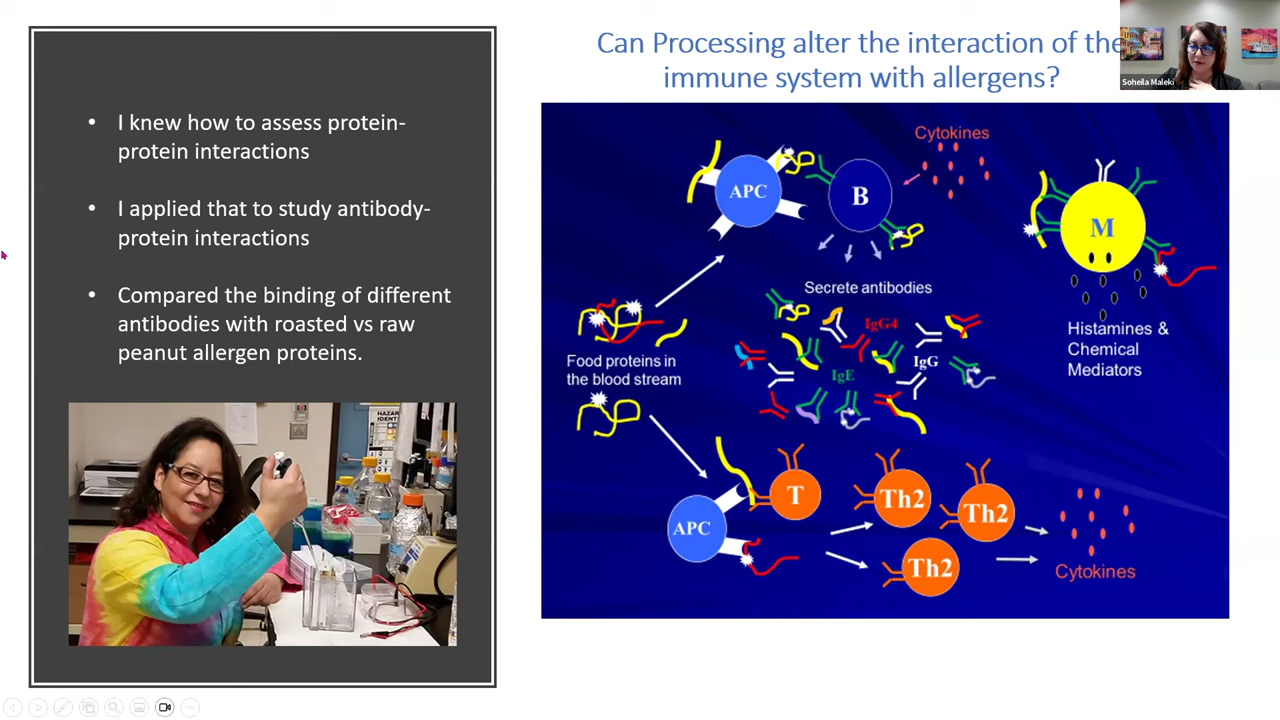 Can Processing alter the interaction of the
immune system with allergens?
Soheila Maleki
• I knew how to assess protein-
protein interactions
• I applied that to study antibody-
protein interactions
• Compared the binding of different
antibodies with roasted vs raw
peanut allergen proteins.
HAZAR
IDENTI
Cytokines
APC
B
M
Secrete antibodies
IgG4
IgG
IgE
Histamines &
Chemical
Mediators
Food proteins in
the blood stream
APC
T
Th2
Th2
Th2
Cytokines